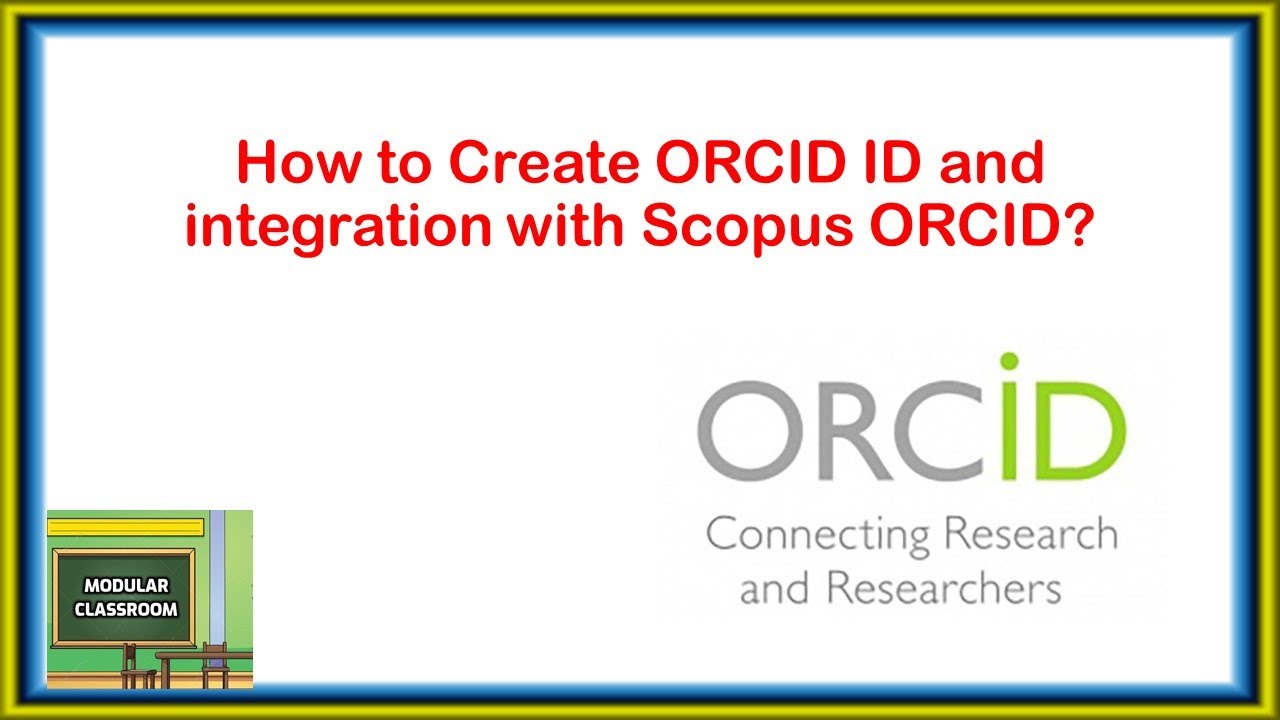 How to Create ORCID ID and
integration with Scopus ORCID?
ORCiD
Connecting Research
and Researchers
MODULAR
CLASSROOM